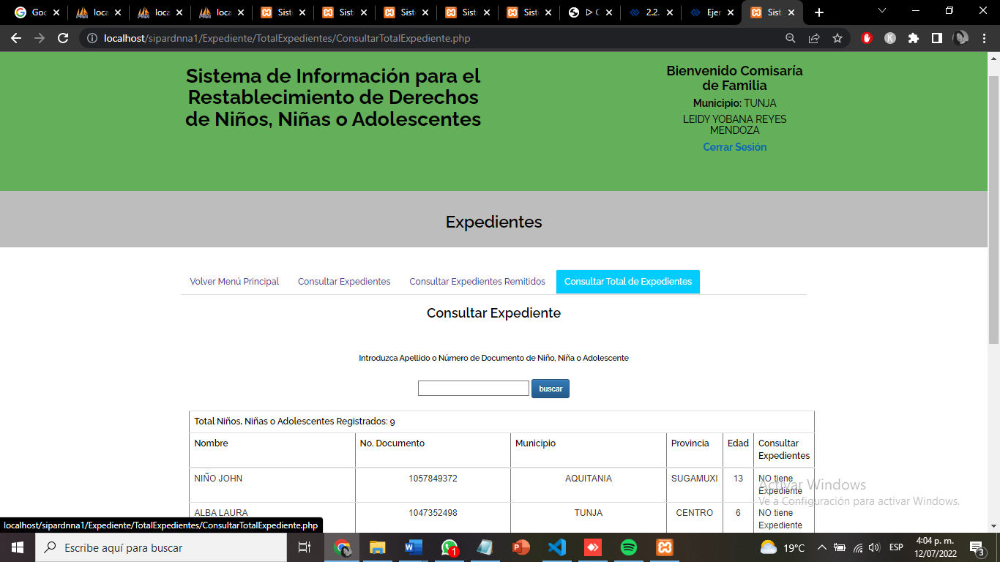 Goc
loca
loca
loca
Sist
Sist
Sist
Sist
Sist
2.2.
Ejer
Sist
localhost/sipardnna1/Expediente/TotalExpedientes/ConsultarTotalExpediente.php
K
Sistema de Información para el
Restablecimiento de Derechos
de Niños, Niñas o Adolescentes
Bienvenido Comisaría
de Familia
Municipio: TUNJA
LEIDY YOBANA REYES
MENDOZA
Cerrar Sesión
Expedientes
Volver Menú Principal Consultar Expedientes Consultar Expedientes Remitidos Consultar Total de Expedientes
Consultar Expediente
Introduzca Apellido o Número de Documento de Niño, Niña o Adolescente
buscar
Total Niños, Niñas o Adolescentes Registrados: 9
Nombre No. Documento Municipio Provincia Edad Consultar
Expedientes
NIÑO JOHN 1057849372 AQUITANIA SUGAMUXI 13 NO tiene
Expediente
ALBA LAURA 1047352498 TUNJA CENTRO 6 NO tiene
Expediente
Activar Windows
Ve a Configuración para activar Windows.
localhost/sipardnna1/Expediente/TotalExpedientes/ConsultarTotalExpediente.php
Escribe aquí para buscar
1
19°C
ESP
4:04 p. m.
12/07/2022
3